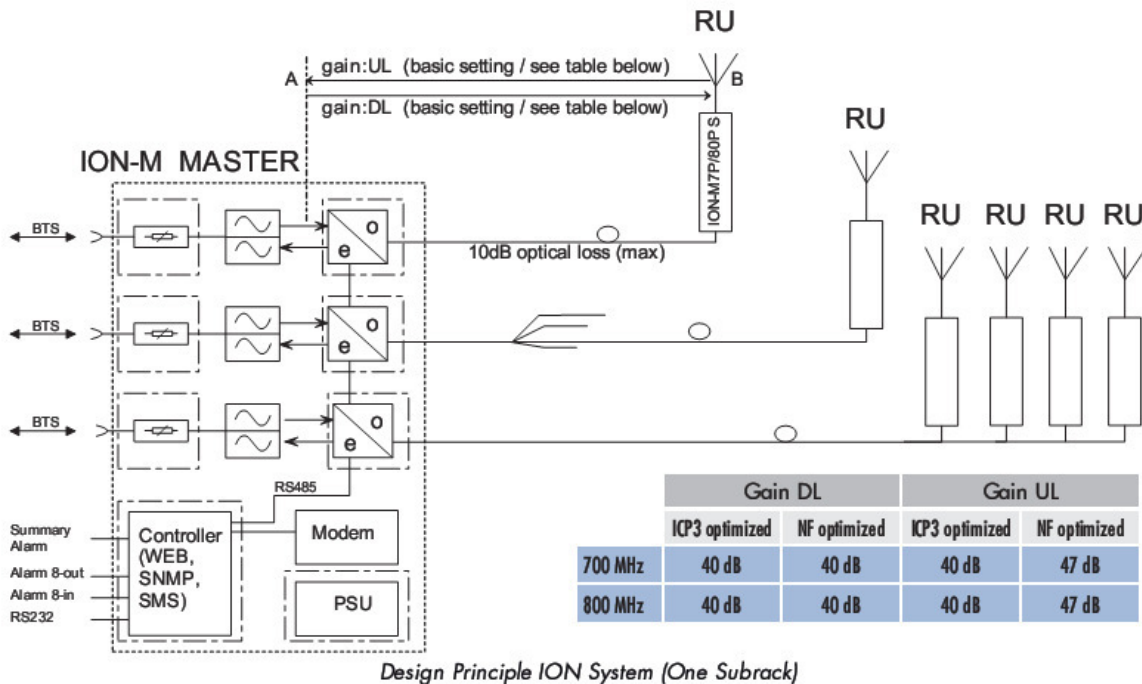 RU
gain:UL (basic setting / see table below)
A
B
gain:DL (basic setting / see table below)
ION-M7P/80P S
RU
ION-M MASTER
RU RU RU RU
BTS
o
e
10dB optical loss (max)
BTS
o
e
BTS
o
e
RS485
Summary
Alarm
Alarm 8-out
Alarm 8-in
RS232
Controller
(WEB,
SNMP,
SMS)
Modem
PSU
Gain DL Gain UL
ICP3 optimized NF optimized ICP3 optimized NF optimized
700 MHz 40 dB 40 dB 40 dB 47 dB
800 MHz 40 dB 40 dB 40 dB 47 dB
Design Principle ION System (One Subrack)